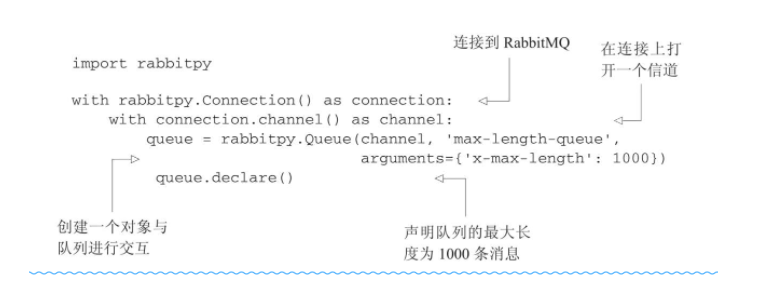 连接到 RabbitMQ
在连接上打
开一个信道
import rabbitpy
with rabbitpy.Connection() as connection:
with connection.channel() as channel:
queue = rabbitpy.Queue(channel, 'max-length-queue',
arguments={'x-max-length': 1000})
queue.declare()
创建一个对象与
队列进行交互
声明队列的最大长
度为 1000 条消息